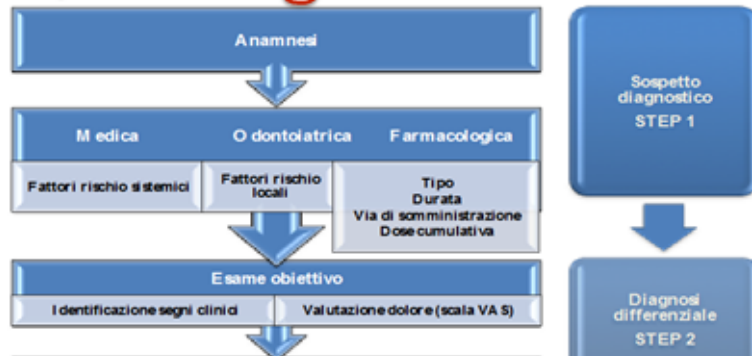 Anamnesi
Medica Odontoiatrica Farmacologica
Fattori rischio sistemici
Fattori rischio
locali
Tipo
Durata
Via di somministrazione
Dose cumulativa
Esame obiettivo
Identificazione segni clinici
Valutazione dolore (scala VAS)
Sospetto
diagnostico
STEP 1
Diagnosi
differenziale
STEP 2